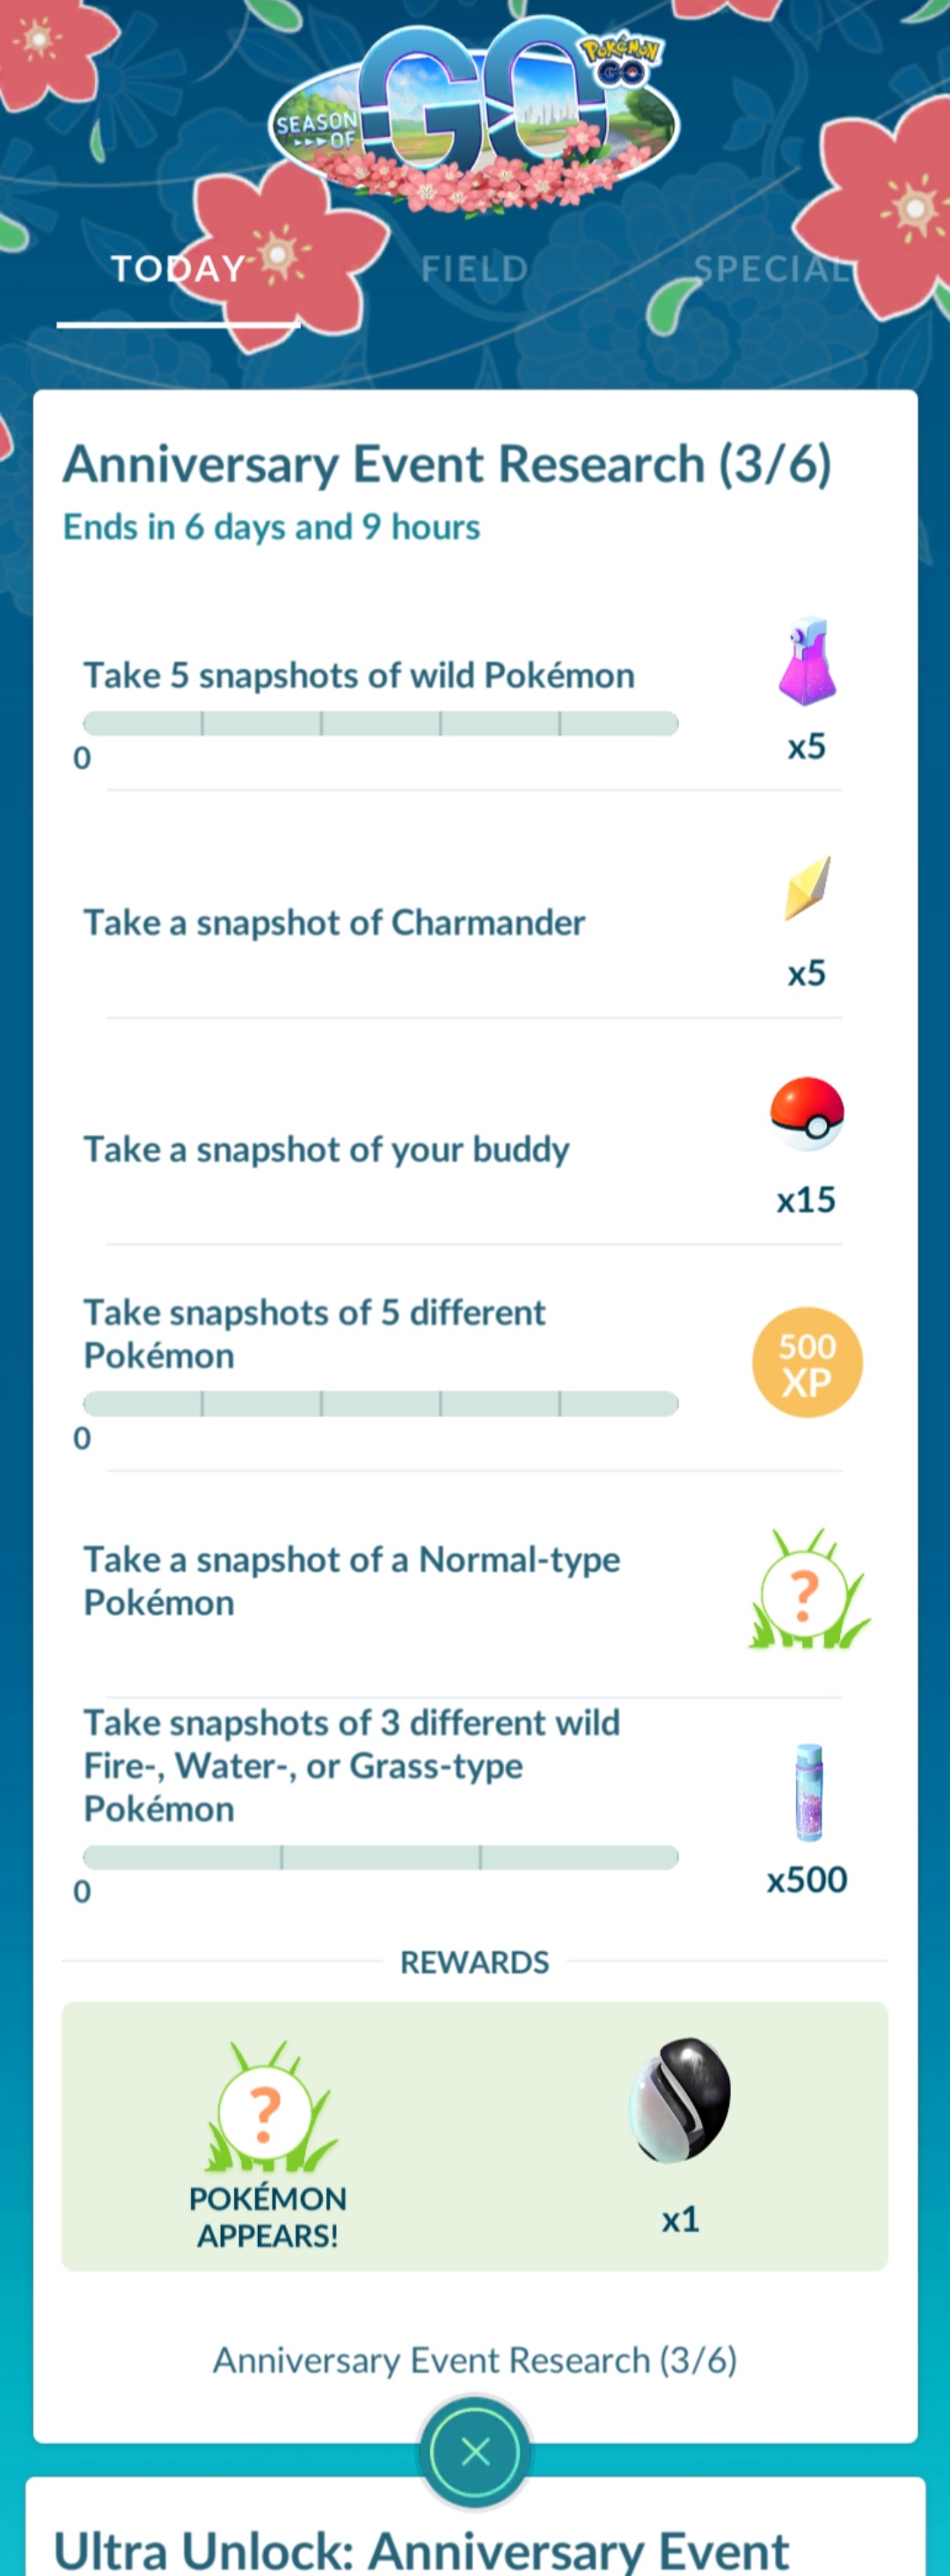 SEASON
OF
GO
POKÉMON
GO
TODAY
FIELD
SPECIAL
Anniversary Event Research (3/6)
Ends in 6 days and 9 hours
Take 5 snapshots of wild Pokémon
0
x5
Take a snapshot of Charmander
x5
Take a snapshot of your buddy
x15
Take snapshots of 5 different
Pokémon
0
500
XP
Take a snapshot of a Normal-type
Pokémon
?
Take snapshots of 3 different wild
Fire-, Water-, or Grass-type
Pokémon
0
x500
REWARDS
?
POKÉMON
APPEARS!
x1
Anniversary Event Research (3/6)
Ultra Unlock: Anniversary Event